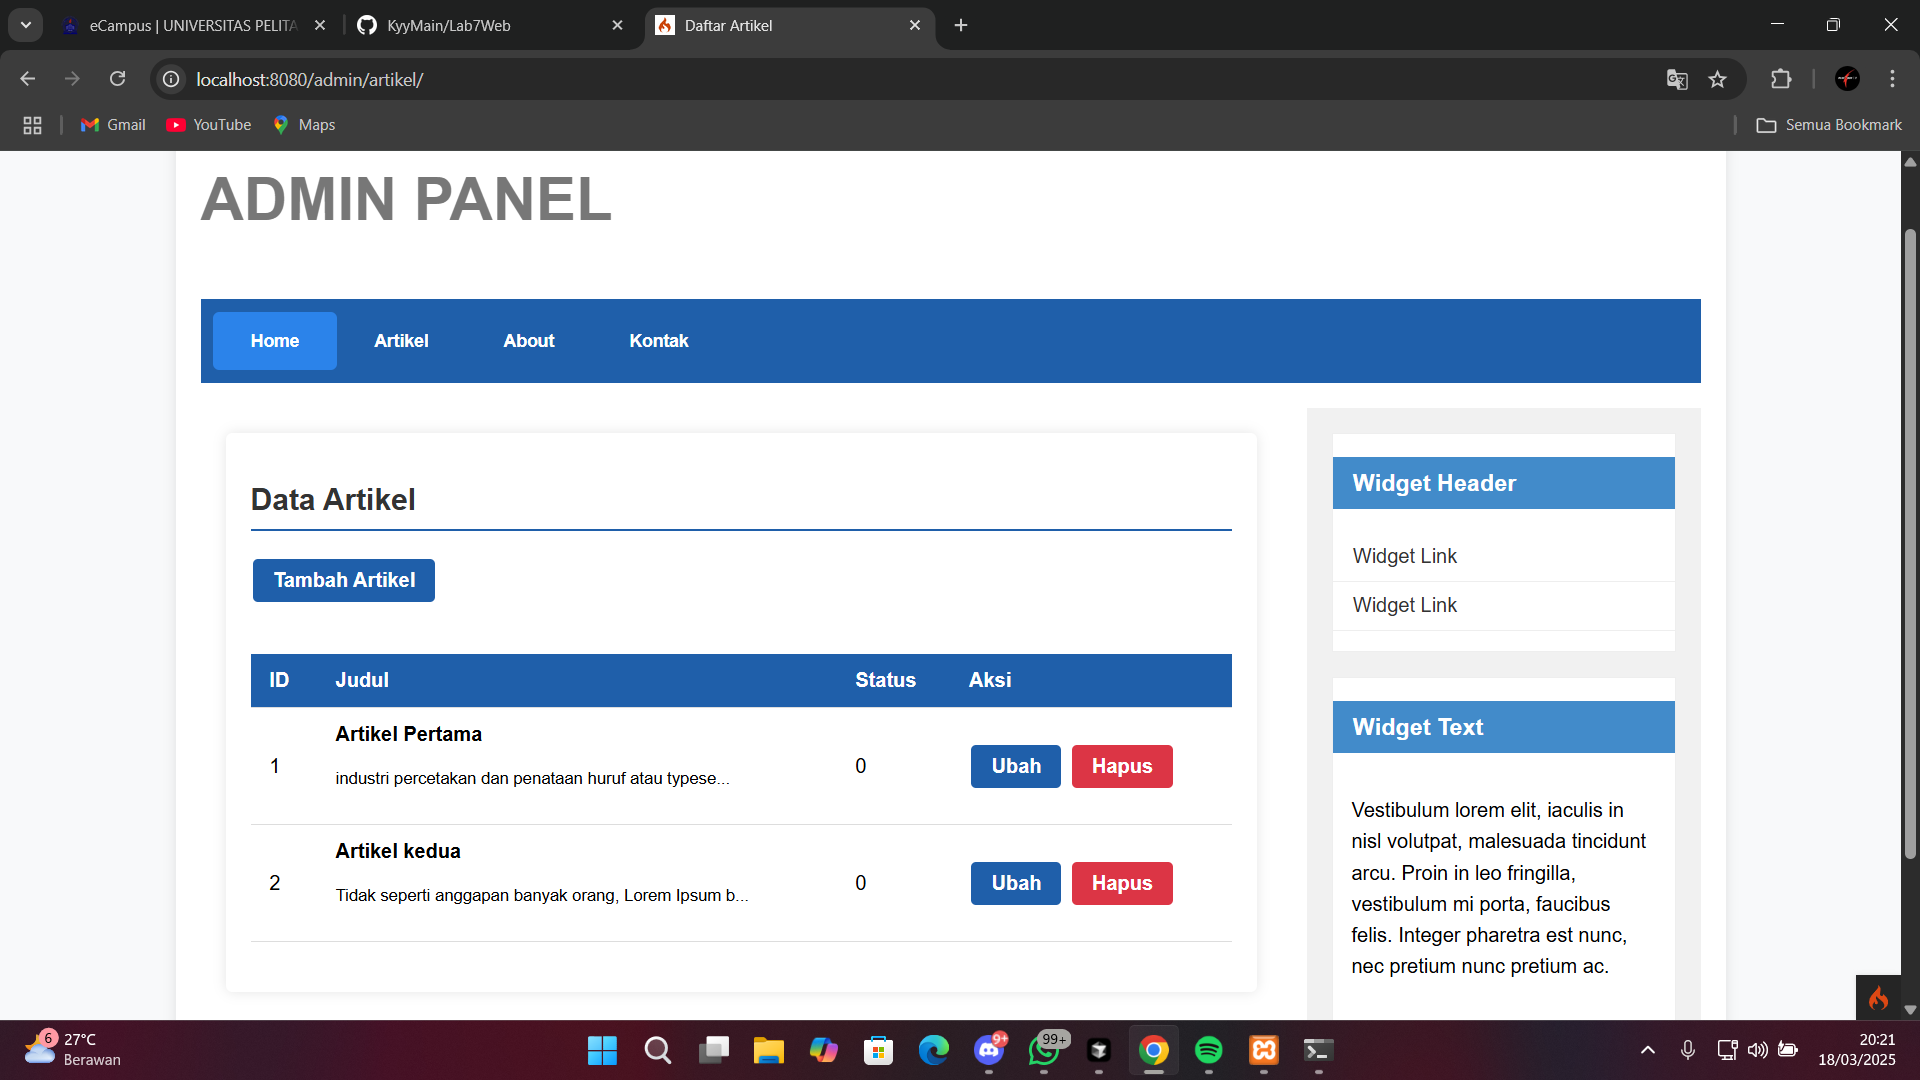 eCampus | UNIVERSITAS PELITA
KyyMain/Lab7Web
Daftar Artikel
localhost:8080/admin/artikel/
Gmail
YouTube
Maps
Semua Bookmark
ADMIN PANEL
Home
Artikel
About
Kontak
Data Artikel
Tambah Artikel
ID Judul Status Aksi
Artikel Pertama
1 0 Ubah Hapus
industri percetakan dan penataan huruf atau typese...
Artikel kedua
2 0 Ubah Hapus
Tidak seperti anggapan banyak orang, Lorem Ipsum b...
Widget Header
Widget Link
Widget Link
Widget Text
Vestibulum lorem elit, iaculis in
nisl volutpat, malesuada tincidunt
arcu. Proin in leo fringilla,
vestibulum mi porta, faucibus
felis. Integer pharetra est nunc,
nec pretium nunc pretium ac.
6
27°C
Berawan
9+
99+
20:21
18/03/2025